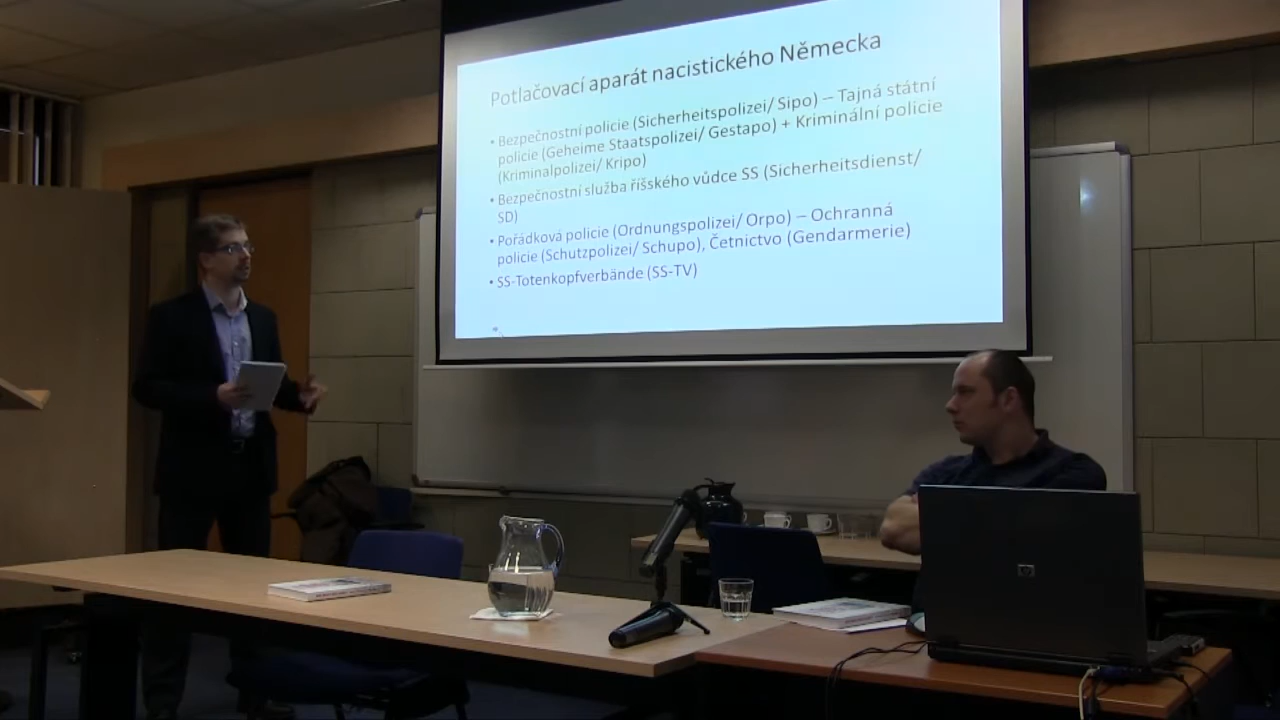 Potlačovací aparát nacistického Německa
• Bezpečnostní policie (Sicherheitspolizei/ Sipo) – Tajná státní
policie (Geheime Staatspolizei/ Gestapo) + Kriminální policie
(Kriminalpolizei/ Kripo)
• Bezpečnostní služba říšského vůdce SS (Sicherheitsdienst/
SD)
• Pořádková policie (Ordnungspolizei/ Orpo) – Ochranná
policie (Schutzpolizei/ Schupo), Četnictvo (Gendarmerie)
• SS-Totenkopfverbände (SS-TV)
hp